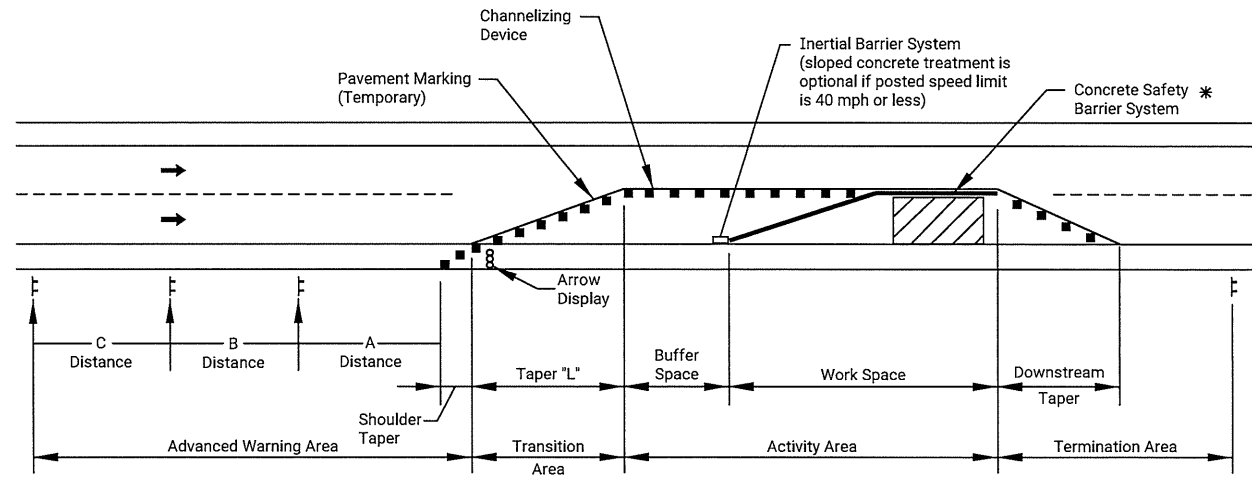 Channelizing
Device
Inertial Barrier System
(sloped concrete treatment is
optional if posted speed limit
is 40 mph or less)
Pavement Marking
(Temporary)
Concrete Safety *
Barrier System
Arrow
Display
C
Distance
B
Distance
A
Distance
Shoulder
Taper
Taper "L"
Buffer
Space
Work Space
Downstream
Taper
Advanced Warning Area
Transition
Area
Activity Area
Termination Area